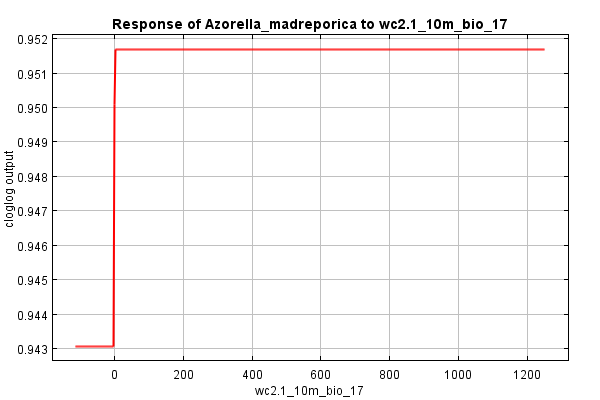 Response of Azorella_madreporica to wc2.1_10m_bio_17
0.952
0.951
0.950
0.949
0.948
0.947
0.946
0.945
0.944
0.943
cloglog output
0 200 400 600 800 1000 1200
wc2.1_10m_bio_17